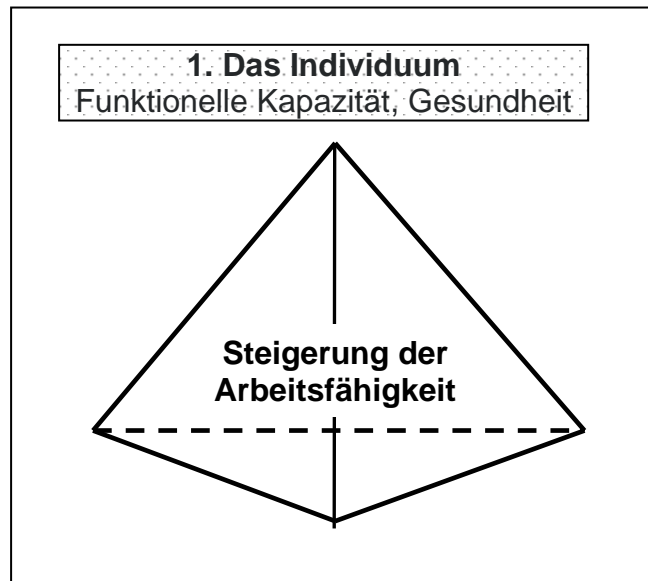 1. Das Individuum
Funktionelle Kapazität, Gesundheit
Steigerung der
Arbeitsfähigkeit